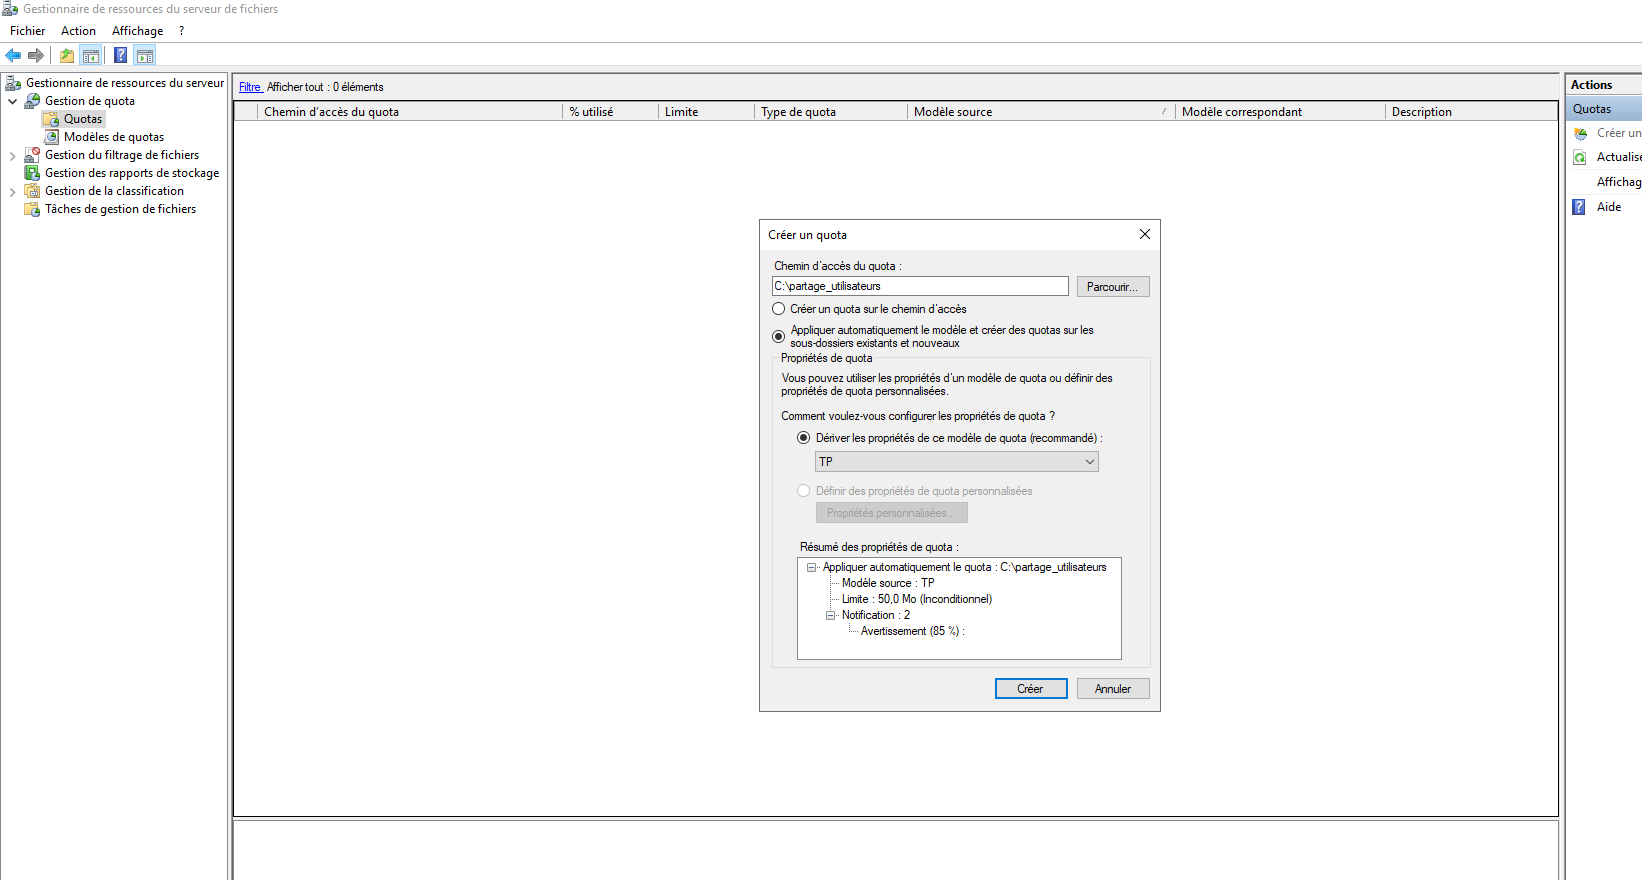 Gestionnaire de ressources du serveur de fichiers
Fichier Action Affichage ?
Gestionnaire de ressources du serveur
Gestion de quota
Quotas
Modèles de quotas
Gestion du filtrage de fichiers
Gestion des rapports de stockage
Gestion de la classification
Tâches de gestion de fichiers
Filtre Afficher tout : 0 éléments
Chemin d'accès du quota % utilisé Limite Type de quota Modèle source Modèle correspondant Description
Créer un quota
Chemin d'accès du quota :
C:\partage_utilisateurs Parcourir...
Créer un quota sur le chemin d'accès
Appliquer automatiquement le modèle et créer des quotas sur les
sous-dossiers existants et nouveaux
Propriétés de quota
Vous pouvez utiliser les propriétés d'un modèle de quota ou définir des
propriétés de quota personnalisées.
Comment voulez-vous configurer les propriétés de quota ?
Dériver les propriétés de ce modèle de quota (recommandé) :
TP
Définir des propriétés de quota personnalisées
Propriétés personnalisées...
Résumé des propriétés de quota :
Appliquer automatiquement le quota : C:\partage_utilisateurs
Modèle source : TP
Limite : 50,0 Mo (Inconditionnel)
Notification : 2
Avertissement (85 %) :
Créer Annuler
Actions
Quotas
Créer un
Actualise
Affichag
Aide